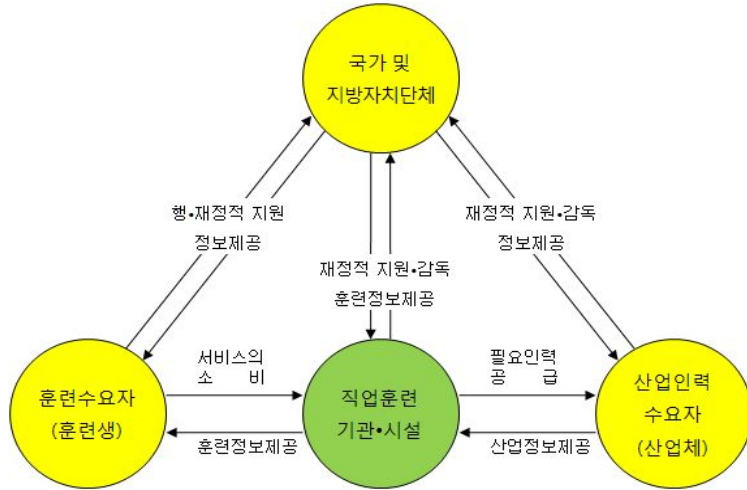 국가 및
지방자치단체
행•재정적 지원
정보제공
재정적 지원•감독
정보제공
재정적 지원•감독
훈련정보제공
서비스의
소 비
필요인력
공 급
훈련수요자
(훈련생)
직업훈련
기관•시설
산업인력
수요자
(산업체)
훈련정보제공
산업정보제공